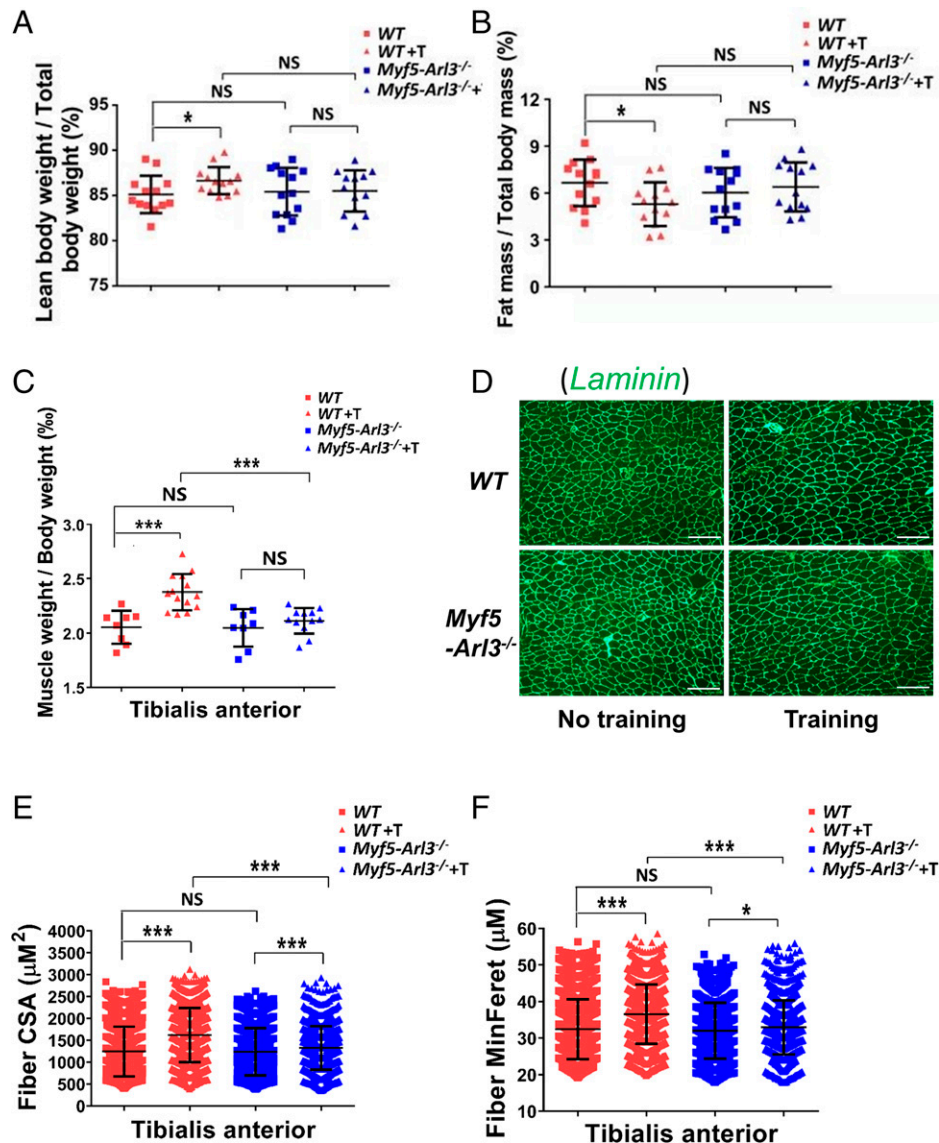 A
WT
WT+T
Myf5-Arl3-/-
Myf5-Arl3-/-+
NS
NS
NS
*
Lean body weight / Total
body weight (%)
95
90
85
80
75
B
WT
WT+T
Myf5-Arl3-/-
Myf5-Arl3-/-+T
NS
NS
NS
*
Fat mass / Total body mass (%)
12
9
6
3
0
C
WT
WT+T
Myf5-Arl3-/-
Myf5-Arl3-/-+T
***
NS
***
NS
Muscle weight / Body weight (‰)
3.0
2.5
2.0
1.5
Tibialis anterior
D
(Laminin)
WT
Myf5
-Arl3-/-
No training
Training
E
WT
WT+T
Myf5-Arl3-/-
Myf5-Arl3-/-+T
***
NS
***
***
Fiber CSA (μM²)
4000
3500
3000
2500
2000
1500
1000
500
0
Tibialis anterior
F
WT
WT+T
Myf5-Arl3-/-
Myf5-Arl3-/-+T
***
NS
***
*
Fiber MinFeret (μM)
60
50
40
30
20
10
Tibialis anterior